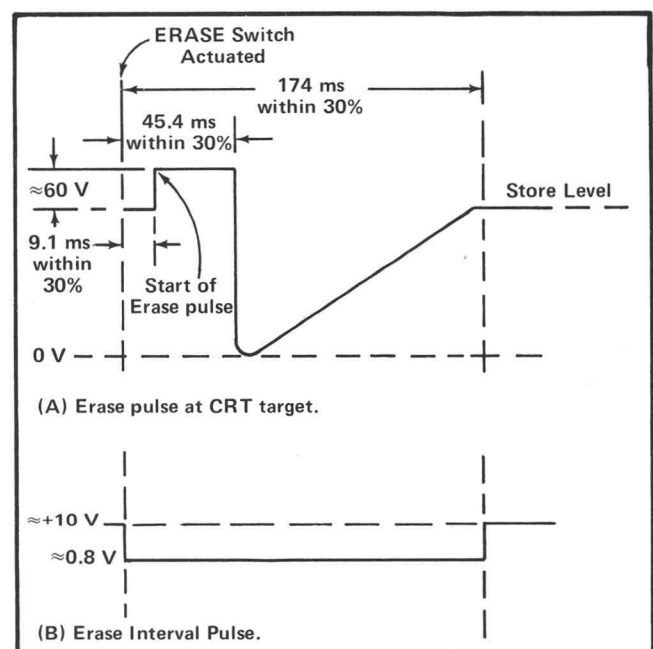 ERASE Switch
Actuated
174 ms
within 30%
45.4 ms
within 30%
≈60 V
Store Level
9.1 ms
within
30%
Start of
Erase pulse
0 V
(A) Erase pulse at CRT target.
≈+10 V
≈0.8 V
(B) Erase Interval Pulse.